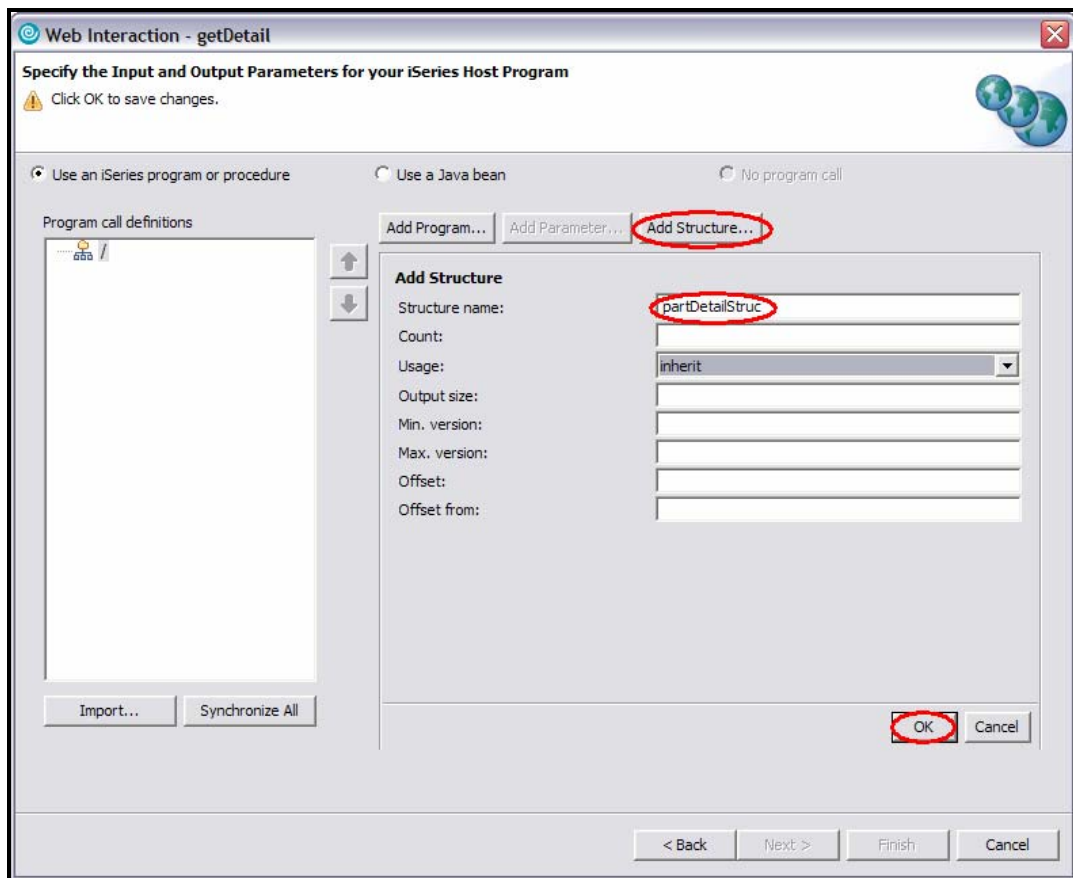 Web Interaction - getDetail
Specify the Input and Output Parameters for your iSeries Host Program
Click OK to save changes.
Use an iSeries program or procedure Use a Java bean No program call
Program call definitions
/
Add Program... Add Parameter... Add Structure...
Add Structure
Structure name: partDetailStruc
Count:
Usage: inherit
Output size:
Min. version:
Max. version:
Offset:
Offset from:
Import... Synchronize All
OK Cancel
< Back Next > Finish Cancel